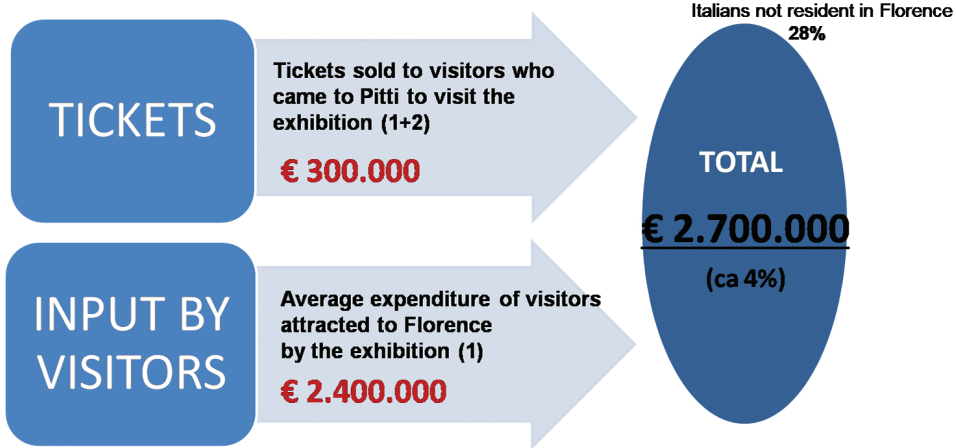 Italians not resident in Florence
28%
TICKETS
Tickets sold to visitors who
came to Pitti to visit the
exhibition (1+2)
€ 300.000
INPUT BY
VISITORS
Average expenditure of visitors
attracted to Florence
by the exhibition (1)
€ 2.400.000
TOTAL
€ 2.700.000
(ca 4%)